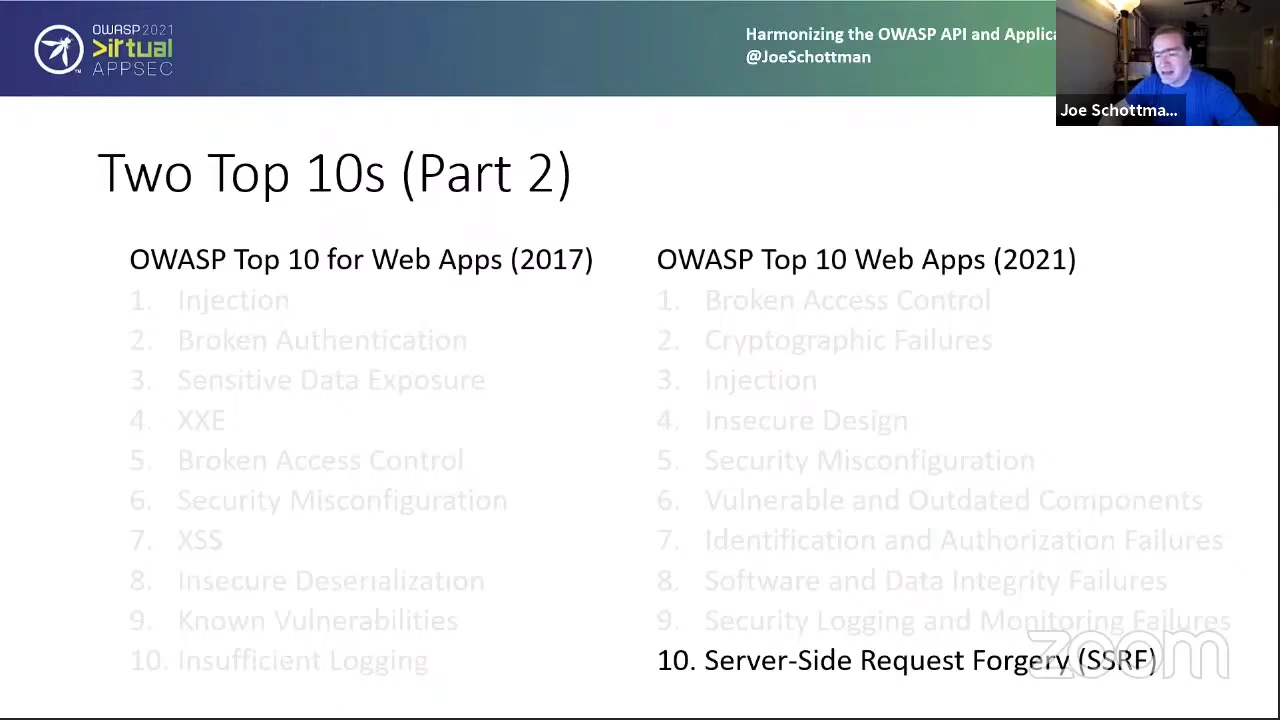 OWASP2021
>irtual
APPSEC
Harmonizing the OWASP API and Applica
@JoeSchottman
Joe Schottma...
Two Top 10s (Part 2)
OWASP Top 10 for Web Apps (2017)
1. Injection
2. Broken Authentication
3. Sensitive Data Exposure
4. XXE
5. Broken Access Control
6. Security Misconfiguration
7. XSS
8. Insecure Deserialization
9. Known Vulnerabilities
10. Insufficient Logging
OWASP Top 10 Web Apps (2021)
1. Broken Access Control
2. Cryptographic Failures
3. Injection
4. Insecure Design
5. Security Misconfiguration
6. Vulnerable and Outdated Components
7. Identification and Authorization Failures
8. Software and Data Integrity Failures
9. Security Logging and Monitoring Failures
10. Server-Side Request Forgery (SSRF)
zoom